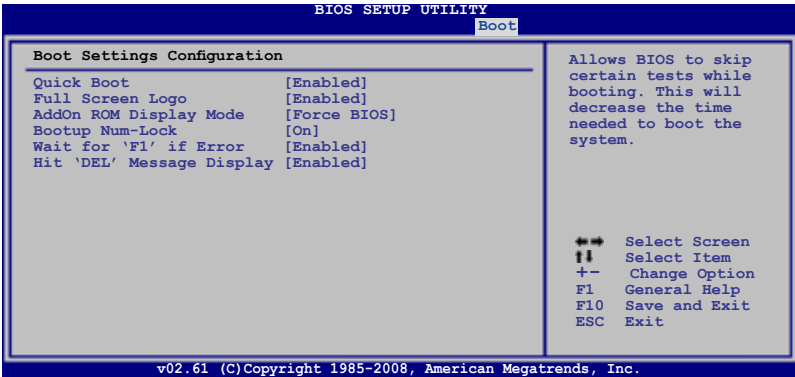 BIOS SETUP UTILITY
Boot
Boot Settings Configuration
Quick Boot [Enabled]
Full Screen Logo [Enabled]
AddOn ROM Display Mode [Force BIOS]
Bootup Num-Lock [On]
Wait for ‘F1’ if Error [Enabled]
Hit ‘DEL’ Message Display [Enabled]
Allows BIOS to skip
certain tests while
booting. This will
decrease the time
needed to boot the
system.
←→ Select Screen
↑↓ Select Item
+- Change Option
F1 General Help
F10 Save and Exit
ESC Exit
v02.61 (C)Copyright 1985-2008, American Megatrends, Inc.